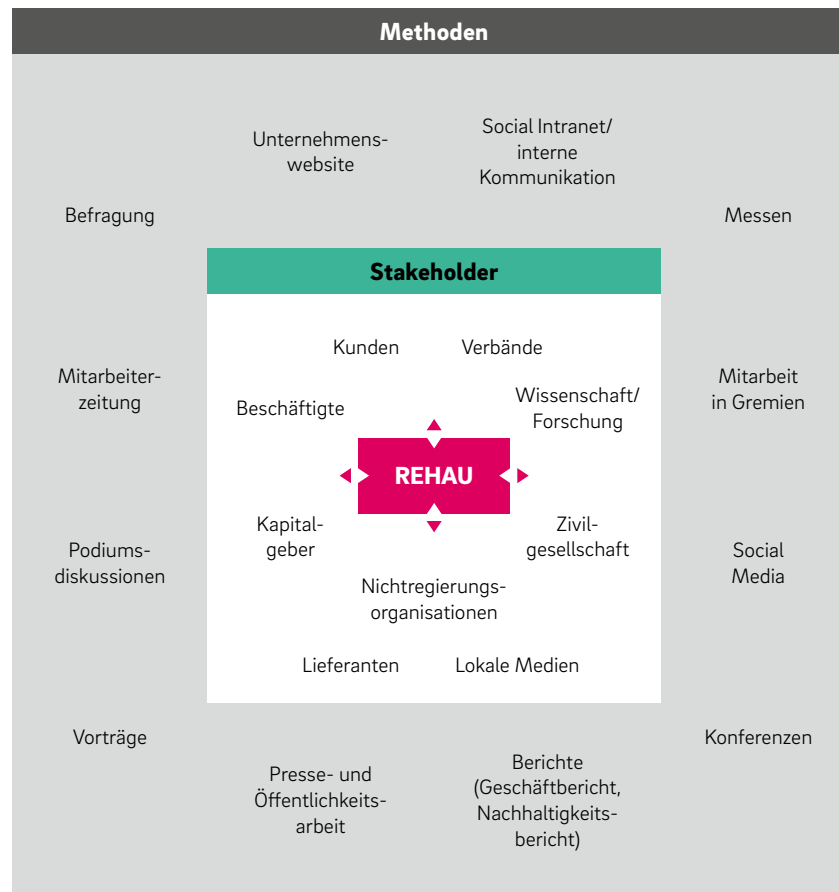 Methoden
Unternehmens-
website
Social Intranet/
interne
Kommunikation
Befragung
Messen
Stakeholder
Kunden
Verbände
Mitarbeiter-
zeitung
Beschäftigte
Wissenschaft/
Forschung
Mitarbeit
in Gremien
REHAU
Kapital-
geber
Zivil-
gesellschaft
Podiums-
diskussionen
Social
Media
Nichtregierungs-
organisationen
Lieferanten
Lokale Medien
Vorträge
Konferenzen
Presse- und
Öffentlichkeits-
arbeit
Berichte
(Geschäftbericht,
Nachhaltigkeits-
bericht)